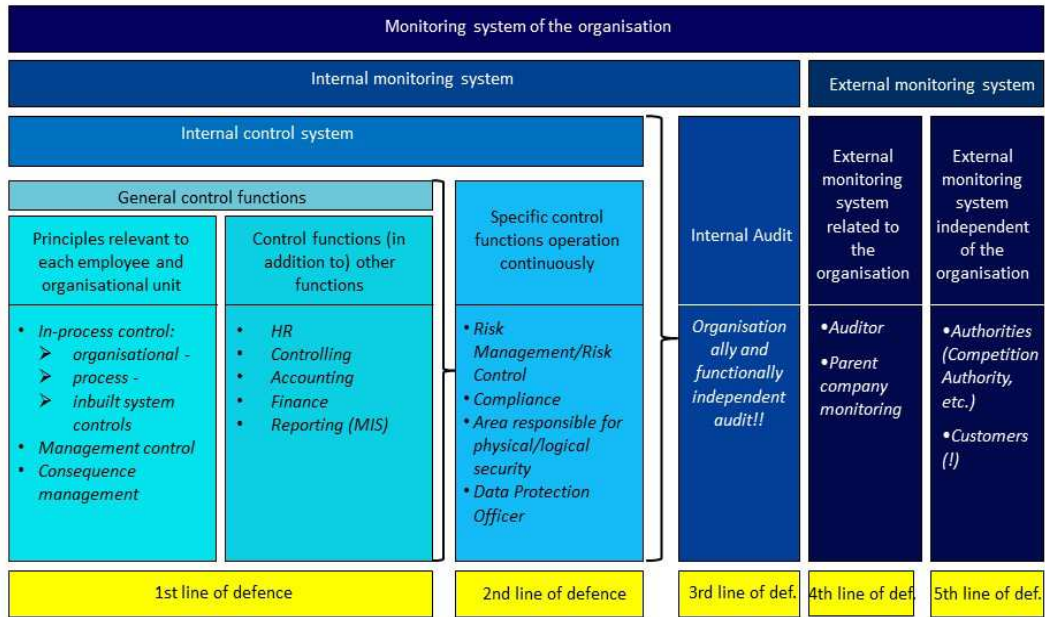 Monitoring system of the organisation
Internal monitoring system
External monitoring system
Internal control system
General control functions
Principles relevant to
each employee and
organisational unit
• In-process control:
➢ organisational -
➢ process -
➢ inbuilt system
controls
• Management control
• Consequence
management
Control functions (in
addition to) other
functions
• HR
• Controlling
• Accounting
• Finance
• Reporting (MIS)
Specific control
functions operation
continuously
• Risk
Management/Risk
Control
• Compliance
• Area responsible for
physical/logical
security
• Data Protection
Officer
Internal Audit
Organisation
ally and
functionally
independent
audit!!
External
monitoring
system
related to
the
organisation
• Auditor
• Parent
company
monitoring
External
monitoring
system
independent
of the
organisation
• Authorities
(Competition
Authority,
etc.)
• Customers
(!)
1st line of defence
2nd line of defence
3rd line of def.
4th line of def.
5th line of def.